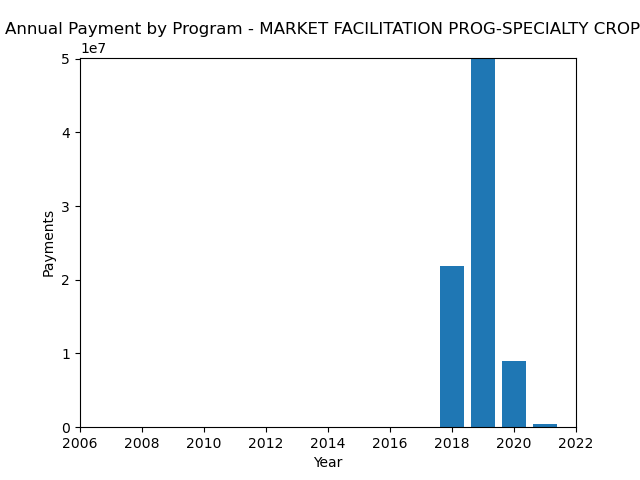 Annual Payment by Program - MARKET FACILITATION PROG-SPECIALTY CROP
1e7
5
4
3
2
1
0
Payments
2006 2008 2010 2012 2014 2016 2018 2020 2022
Year